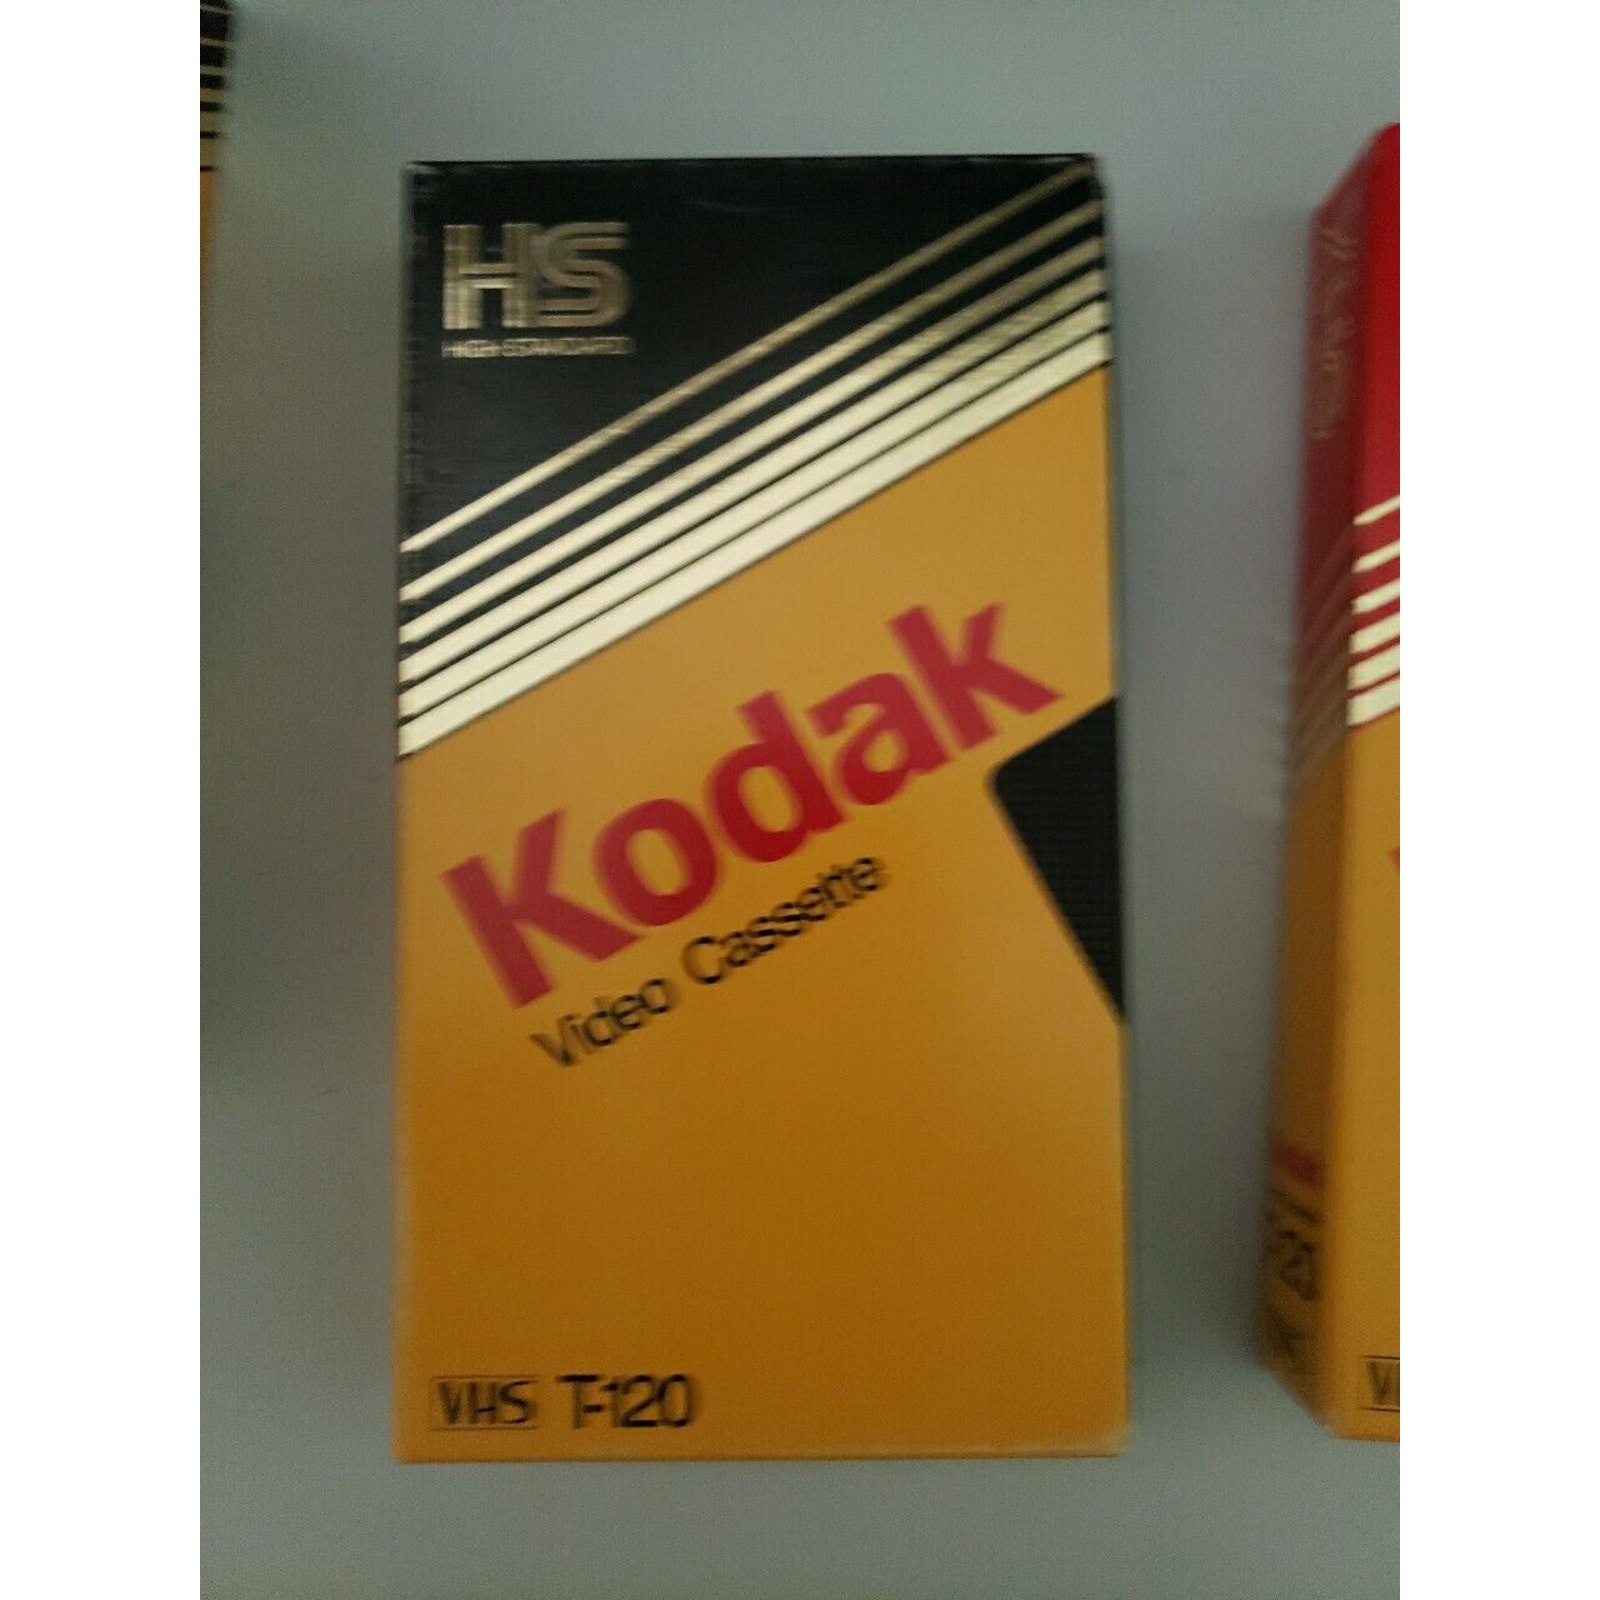 HS
HIGH STANDARD
Kodak
Video Cassette
VHS T-120